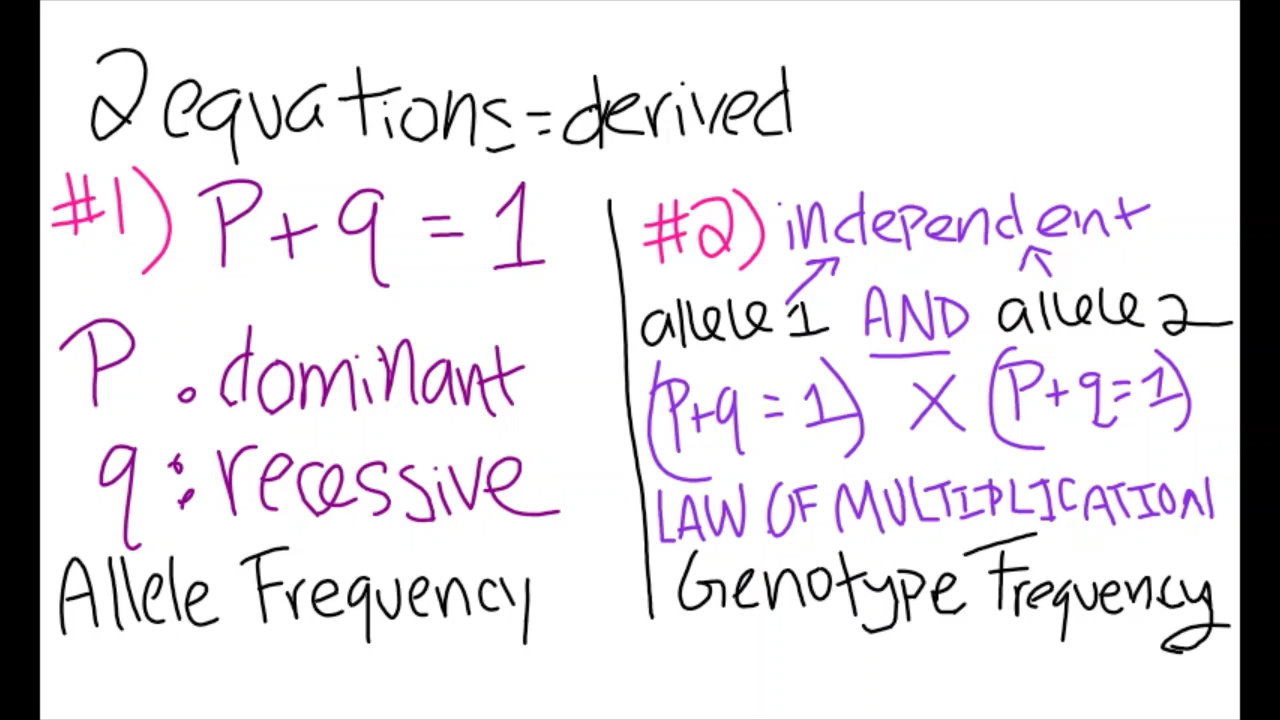 2 equations = derived
#1) P + q = 1
P : dominant
q : recessive
Allele Frequency
#2) independent
allele 1 AND allele 2
(P+q = 1) X (P+q=1)
LAW OF MULTIPLICATION
Genotype Frequency